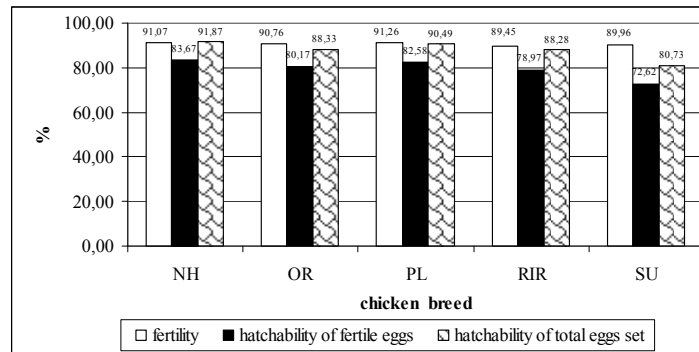 91,07 83,67 91,87 90,76 80,17 88,33 91,26 82,58 90,49 89,45 78,97 88,28 89,96 72,62 80,73
100,00
80,00
60,00
40,00
20,00
0,00
%
NH OR PL RIR SU
chicken breed
fertility hatchability of fertile eggs hatchability of total eggs set